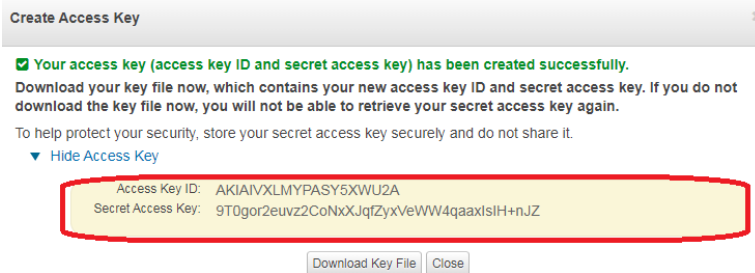 Create Access Key
Your access key (access key ID and secret access key) has been created successfully.
Download your key file now, which contains your new access key ID and secret access key. If you do not
download the key file now, you will not be able to retrieve your secret access key again.
To help protect your security, store your secret access key securely and do not share it.
Hide Access Key
Access Key ID: AKIAIVXLMYPASY5XWU2A
Secret Access Key: 9T0gor2euvz2CoNxXJqfZyxVeWW4qaaxIsIH+nJZ
Download Key File Close